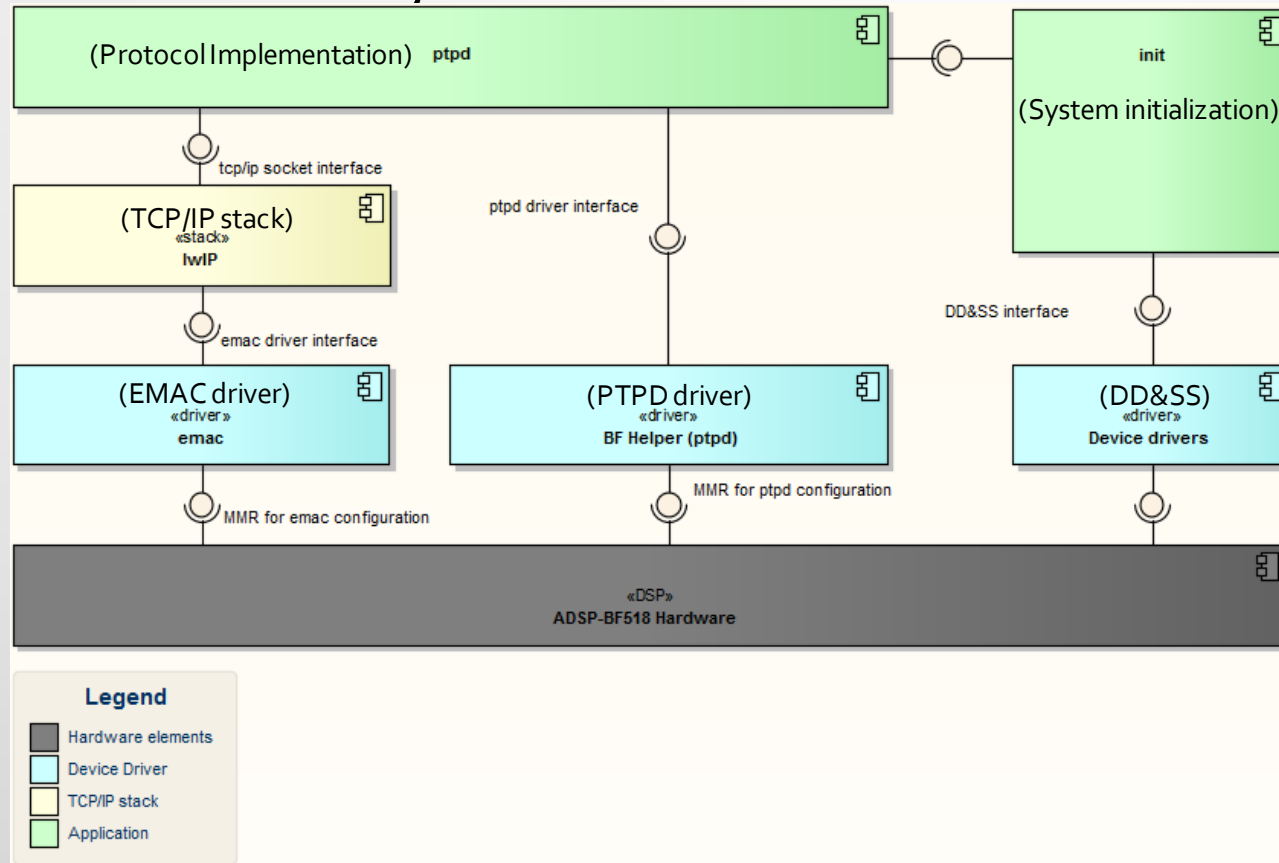 (Protocol Implementation) ptpd
init
(System initialization)
tcp/ip socket interface
(TCP/IP stack)
«stack»
lwIP
ptpd driver interface
DD&SS interface
emac driver interface
(EMAC driver)
«driver»
emac
(PTPD driver)
«driver»
BF Helper (ptpd)
(DD&SS)
«driver»
Device drivers
MMR for emac configuration
MMR for ptpd configuration
«DSP»
ADSP-BF518 Hardware
Legend
Hardware elements
Device Driver
TCP/IP stack
Application